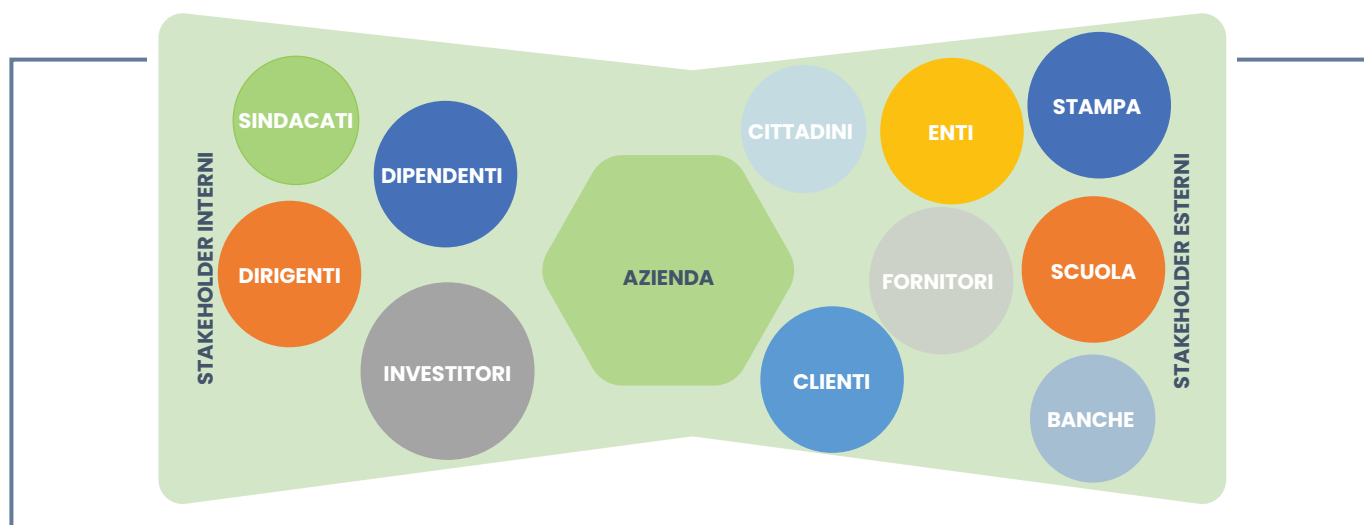 STAKEHOLDER INTERNI
SINDACATI
DIPENDENTI
DIRIGENTI
INVESTITORI
AZIENDA
CITTADINI
ENTI
STAMPA
FORNITORI
SCUOLA
CLIENTI
BANCHE
STAKEHOLDER ESTERNI